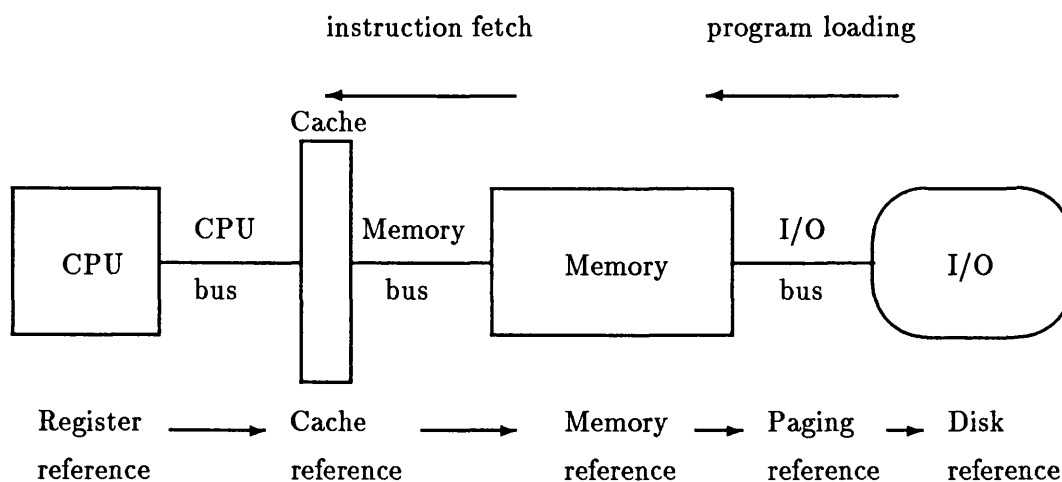 instruction fetch
program loading
Cache
CPU
CPU
bus
Memory
bus
Memory
I/O
bus
I/O
Register
reference
Cache
reference
Memory
reference
Paging
reference
Disk
reference